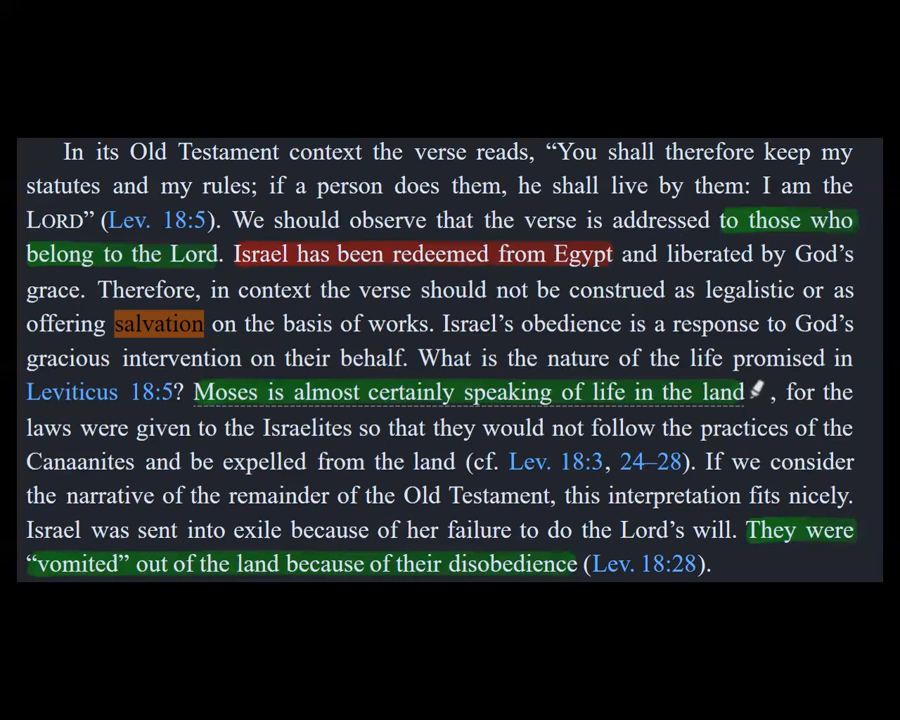 In its Old Testament context the verse reads, “You shall therefore keep my
statutes and my rules; if a person does them, he shall live by them: I am the
LORD” (Lev. 18:5). We should observe that the verse is addressed to those who
belong to the Lord. Israel has been redeemed from Egypt and liberated by God’s
grace. Therefore, in context the verse should not be construed as legalistic or as
offering salvation on the basis of works. Israel’s obedience is a response to God’s
gracious intervention on their behalf. What is the nature of the life promised in
Leviticus 18:5? Moses is almost certainly speaking of life in the land, for the
laws were given to the Israelites so that they would not follow the practices of the
Canaanites and be expelled from the land (cf. Lev. 18:3, 24–28). If we consider
the narrative of the remainder of the Old Testament, this interpretation fits nicely.
Israel was sent into exile because of her failure to do the Lord’s will. They were
“vomited” out of the land because of their disobedience (Lev. 18:28).